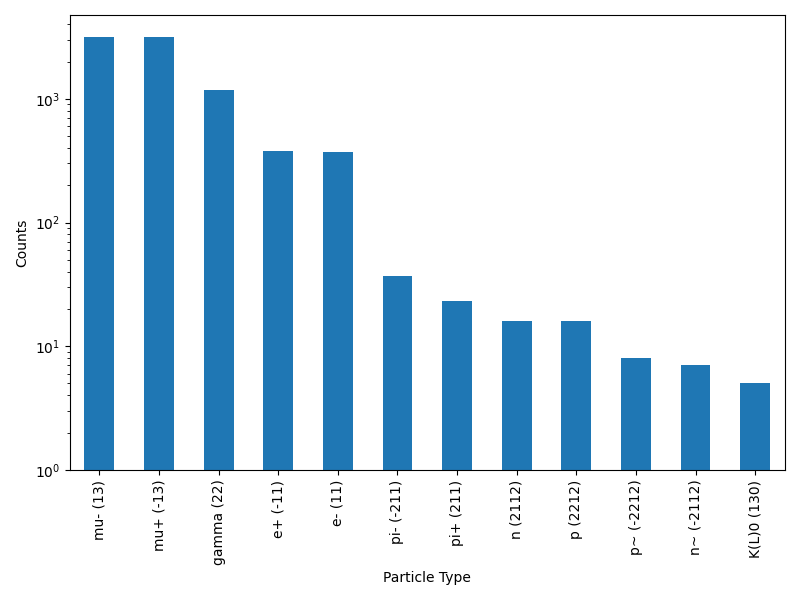 Counts
10³
10²
10¹
10⁰
mu- (13)
mu+ (-13)
gamma (22)
e+ (-11)
e- (11)
pi- (-211)
pi+ (211)
n (2112)
p (2212)
p~ (-2212)
n~ (-2112)
K(L)0 (130)
Particle Type